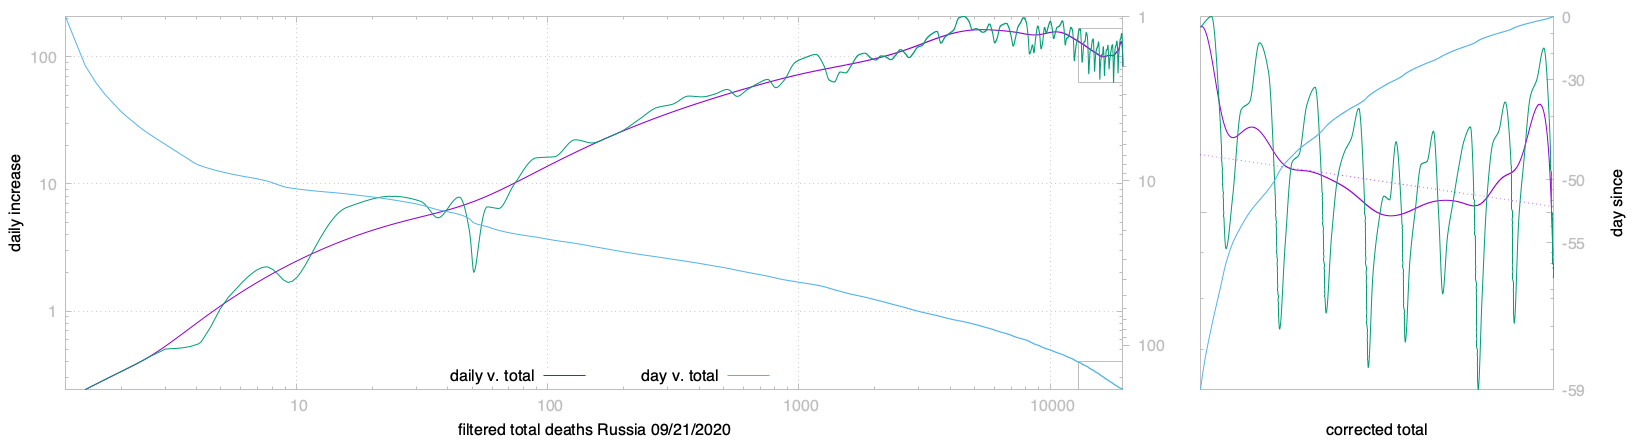 daily increase
100
10
1
10
100
1000
10000
1
10
100
daily v. total
day v. total
filtered total deaths Russia 09/21/2020
0
-30
-50
-55
-59
day since
corrected total